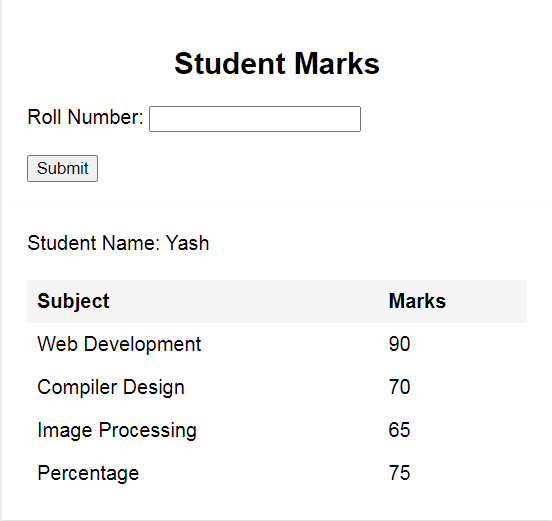 Student Marks
Roll Number:
Submit
Student Name: Yash
Subject Marks
Web Development 90
Compiler Design 70
Image Processing 65
Percentage 75